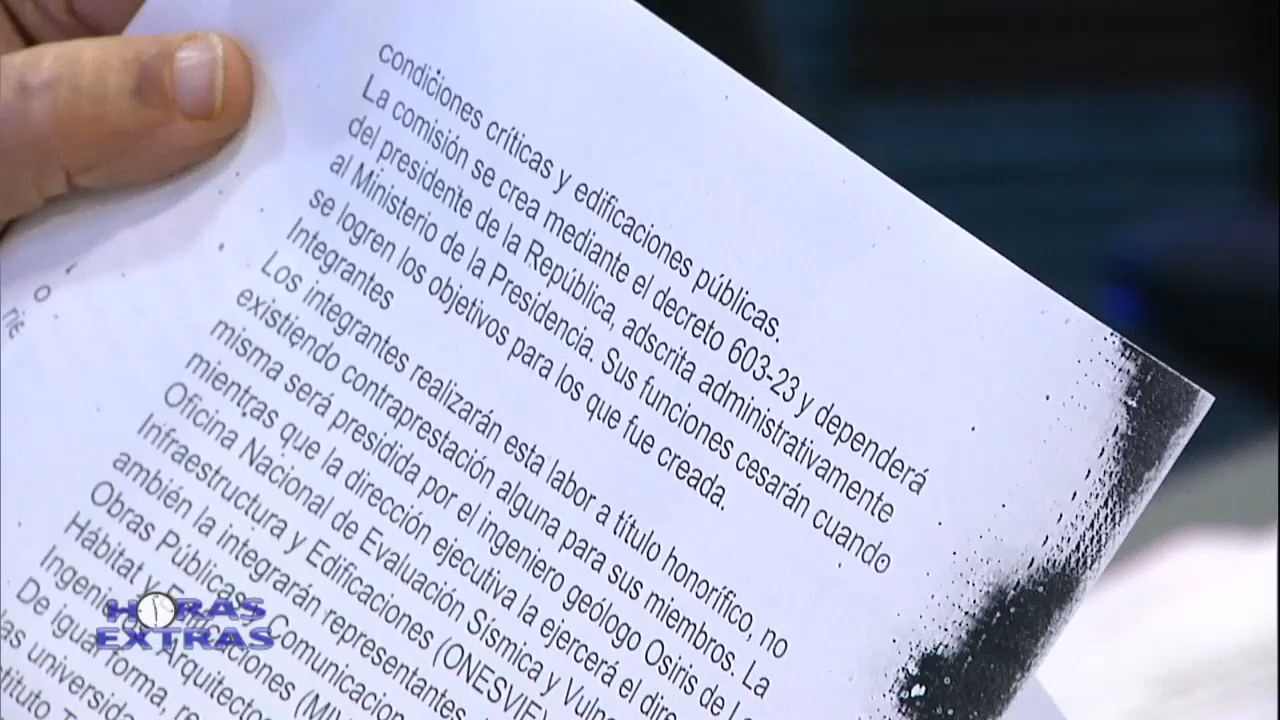 condiciones críticas y edificaciones públicas.
La comisión se crea mediante el decreto 603-23 y dependerá
del presidente de la República, adscrita administrativamente
al Ministerio de la Presidencia. Sus funciones cesarán cuando
se logren los objetivos para los que fue creada.
Integrantes
Los integrantes realizarán esta labor a título honorífico, no
existiendo contraprestación alguna para sus miembros. La
misma será presidida por el ingeniero geólogo Osiris de
mientras que la dirección ejecutiva la ejercerá el
Oficina Nacional de Evaluación Sísmica y
Infraestructura y Edificaciones (ONESVIE)
ambién la integrarán representantes
Obras Públicas Comunicacion
Hábitat y Edificaciones
Arquitecto
De igual forma,
las
HORAS
EXTRAS